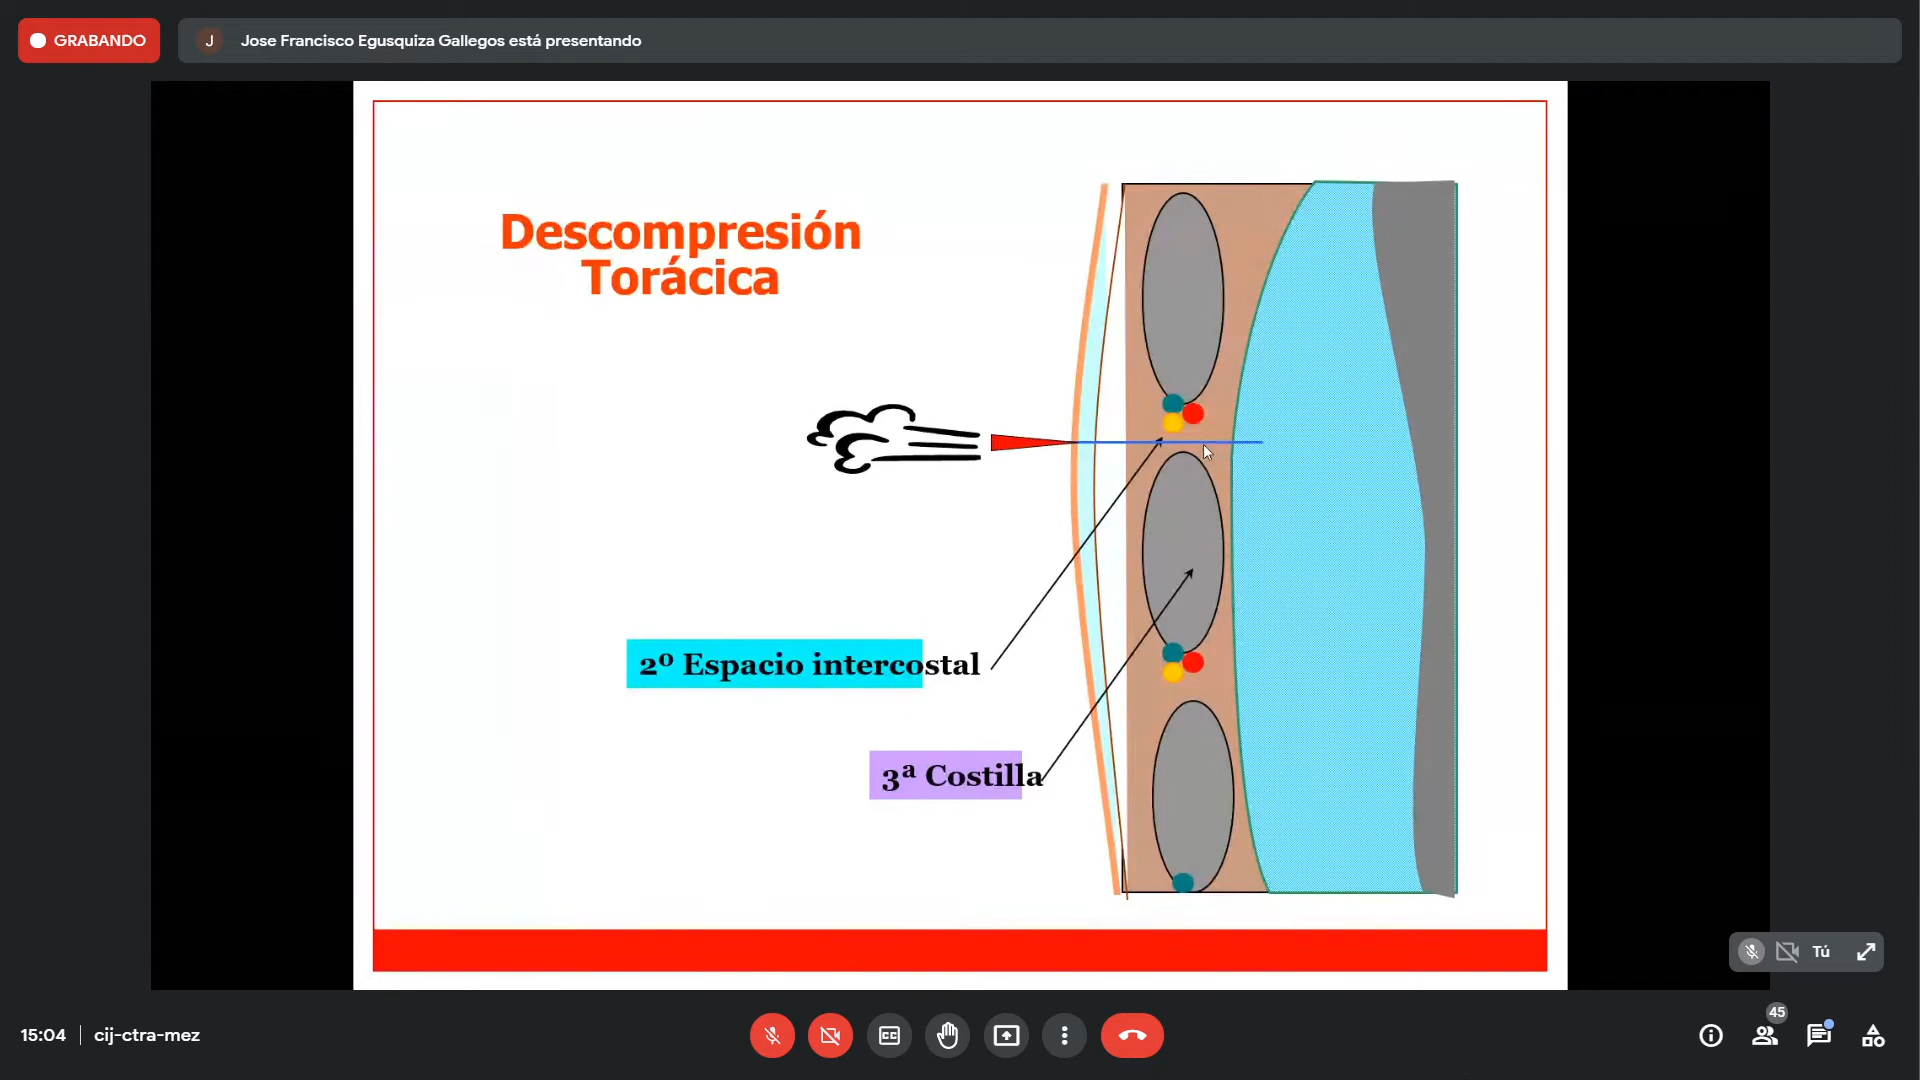 GRABANDO
J
Jose Francisco Egusquiza Gallegos está presentando
Descompresión
Torácica
2º Espacio intercostal
3ª Costilla
Tú
15:04
cij-ctra-mez
CC
45